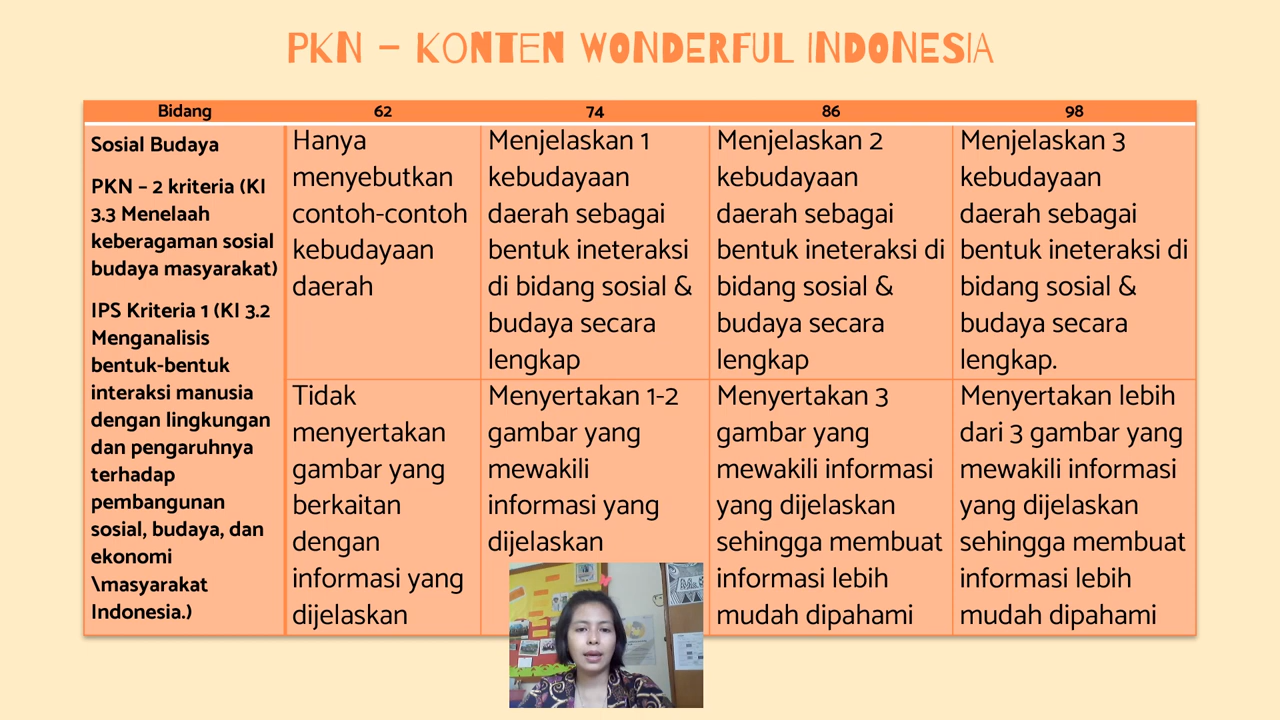 PKN – KONTEN WONDERFUL INDONESIA
Bidang
62
74
86
98
Sosial Budaya
PKN – 2 kriteria (KI
3.3 Menelaah
keberagaman sosial
budaya masyarakat)
IPS Kriteria 1 (KI 3.2
Menganalisis
bentuk-bentuk
interaksi manusia
dengan lingkungan
dan pengaruhnya
terhadap
pembangunan
sosial, budaya, dan
ekonomi
\masyarakat
Indonesia.)
Hanya
menyebutkan
contoh-contoh
kebudayaan
daerah
Menjelaskan 1
kebudayaan
daerah sebagai
bentuk ineteraksi
di bidang sosial &
budaya secara
lengkap
Menjelaskan 2
kebudayaan
daerah sebagai
bentuk ineteraksi di
bidang sosial &
budaya secara
lengkap
Menjelaskan 3
kebudayaan
daerah sebagai
bentuk ineteraksi di
bidang sosial &
budaya secara
lengkap.
Tidak
menyertakan
gambar yang
berkaitan
dengan
informasi yang
dijelaskan
Menyertakan 1-2
gambar yang
mewakili
informasi yang
dijelaskan
Menyertakan 3
gambar yang
mewakili informasi
yang dijelaskan
sehingga membuat
informasi lebih
mudah dipahami
Menyertakan lebih
dari 3 gambar yang
mewakili informasi
yang dijelaskan
sehingga membuat
informasi lebih
mudah dipahami